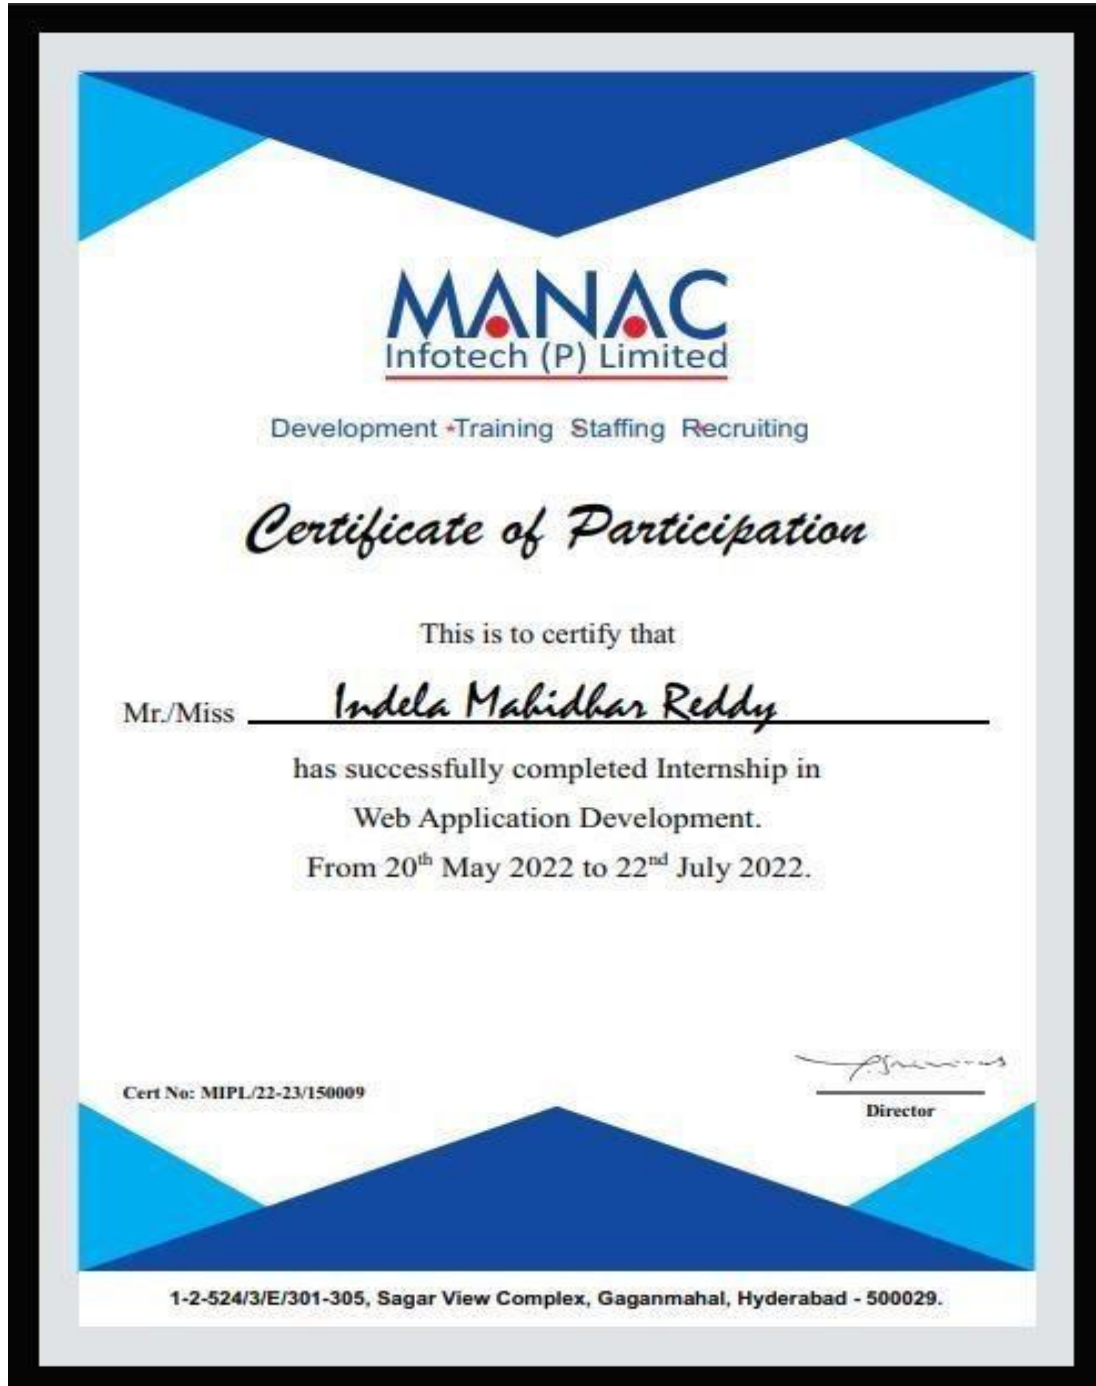 MANAC
Infotech (P) Limited
Development *Training Staffing Recruiting
Certificate of Participation
This is to certify that
Mr./Miss Indela Mahidhar Reddy
has successfully completed Internship in
Web Application Development.
From 20th May 2022 to 22nd July 2022.
Cert No: MIPL/22-23/150009
Director
1-2-524/3/E/301-305, Sagar View Complex, Gaganmahal, Hyderabad - 500029.